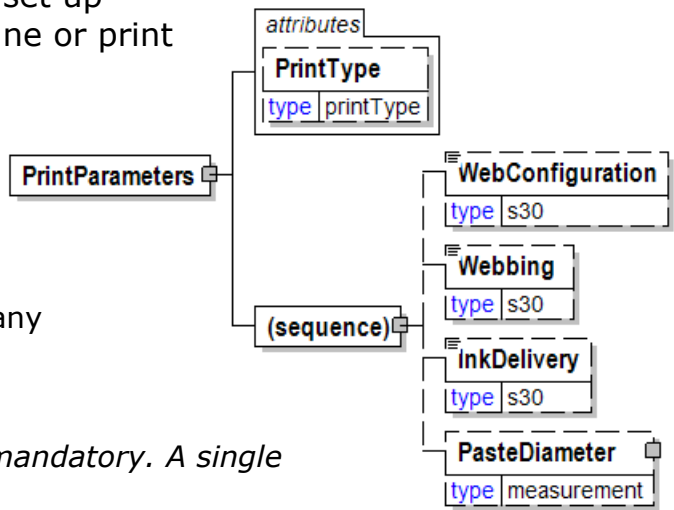 set up
ne or print
any
mandatory. A single
attributes
PrintType
type printType
PrintParameters
(sequence)
WebConfiguration
type s30
Webbing
type s30
InkDelivery
type s30
PasteDiameter
type measurement